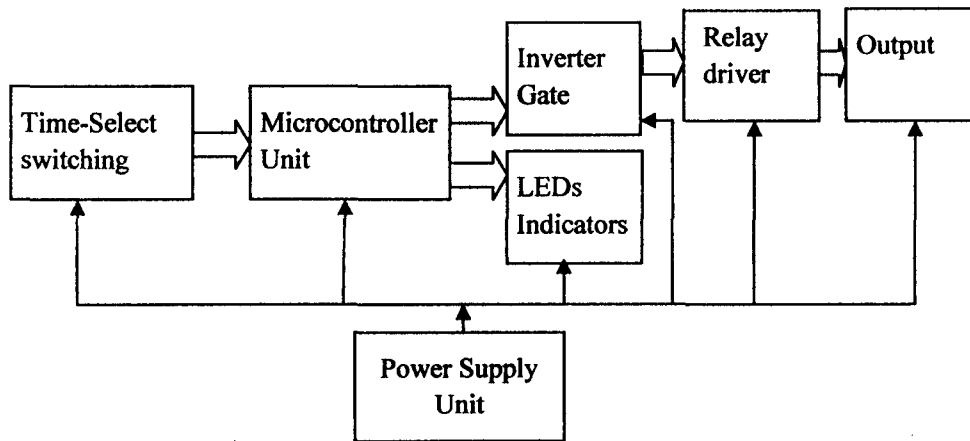 Time-Select
switching
Microcontroller
Unit
Inverter
Gate
LEDs
Indicators
Relay
driver
Output
Power Supply
Unit